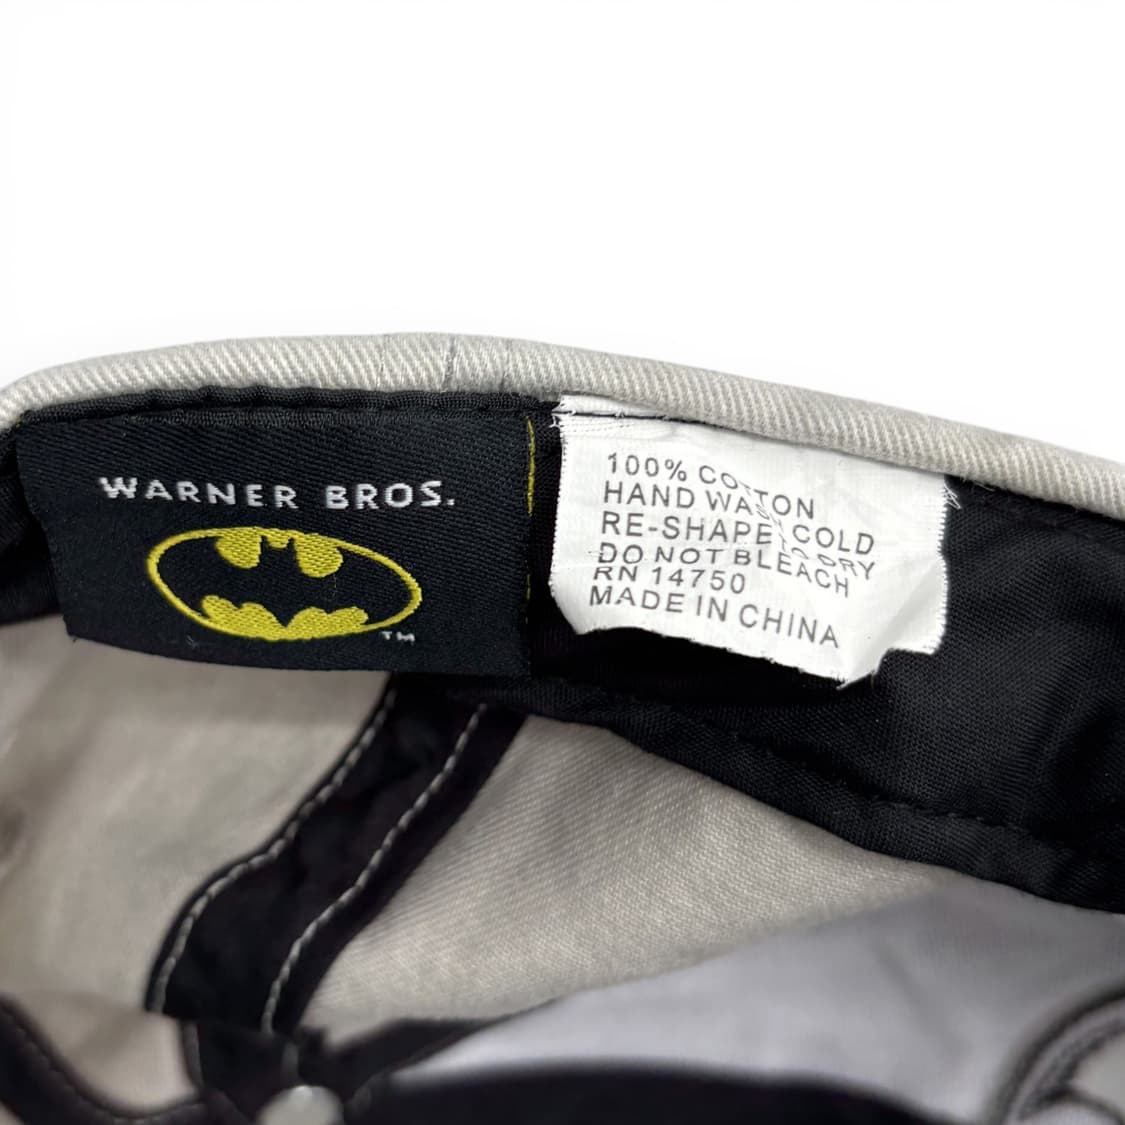 WARNER BROS.
TM
100% COTTON
HAND WASH COLD
RE-SHAPE, TO DRY
DO NOT BLEACH
RN 14750
MADE IN CHINA